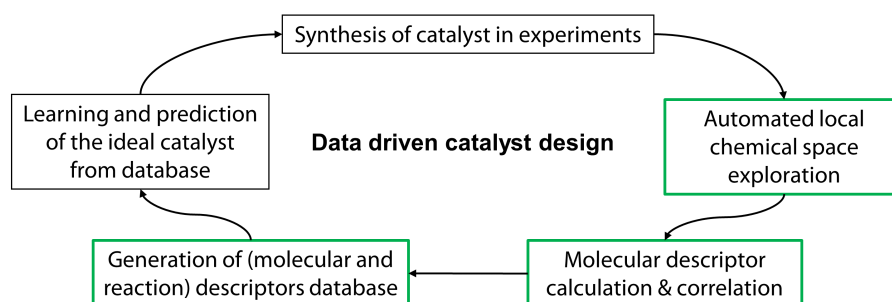 Synthesis of catalyst in experiments
Learning and prediction
of the ideal catalyst
from database
Data driven catalyst design
Automated local
chemical space
exploration
Generation of (molecular and
reaction) descriptors database
Molecular descriptor
calculation & correlation